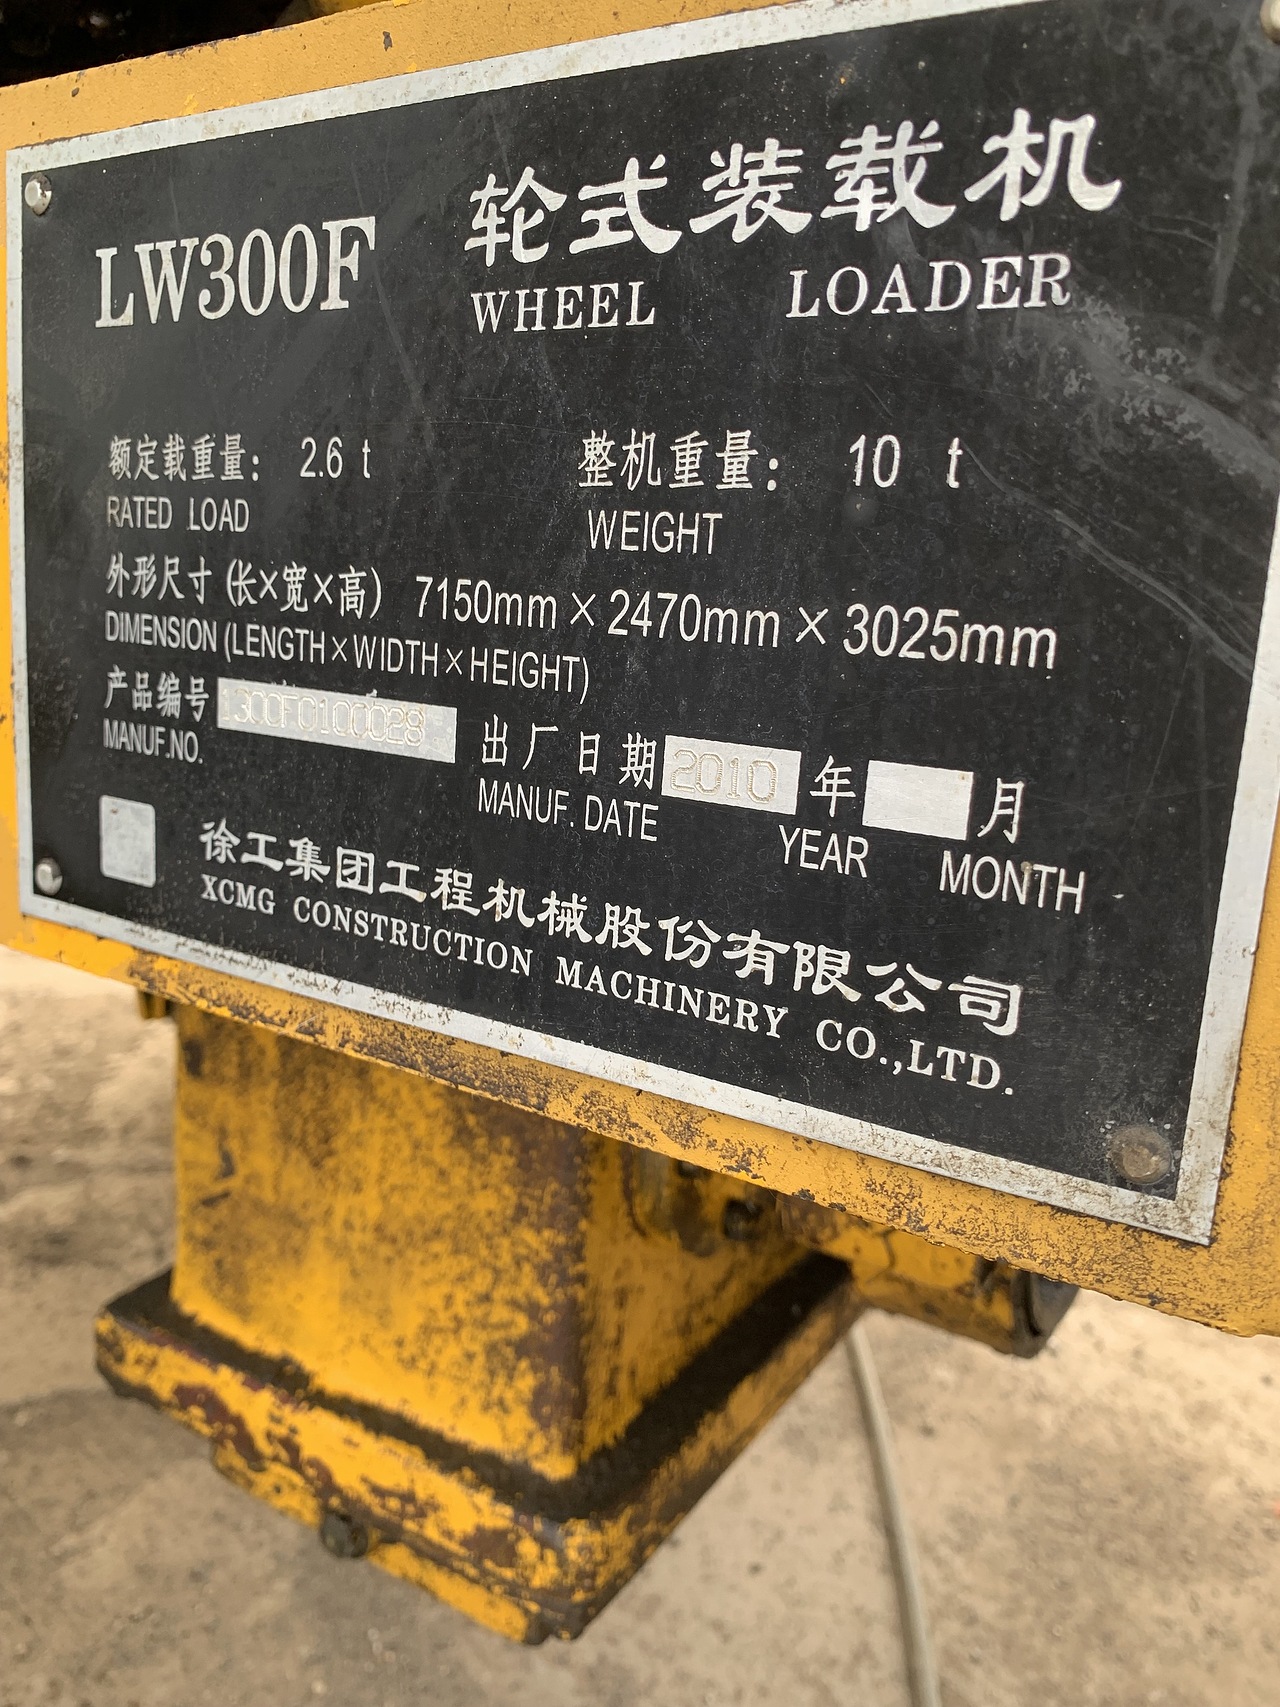 LW300F 轮式装载机
WHEEL LOADER
额定载重量: 2.6 t 整机重量: 10 t
RATED LOAD WEIGHT
外形尺寸(长×宽×高) 7150mm×2470mm×3025mm
DIMENSION(LENGTH×WIDTH×HEIGHT)
产品编号 1300F0100028 出厂日期 2010 年 月
MANUF.NO. MANUF. DATE YEAR MONTH
徐工集团工程机械股份有限公司
XCMG CONSTRUCTION MACHINERY CO.,LTD.